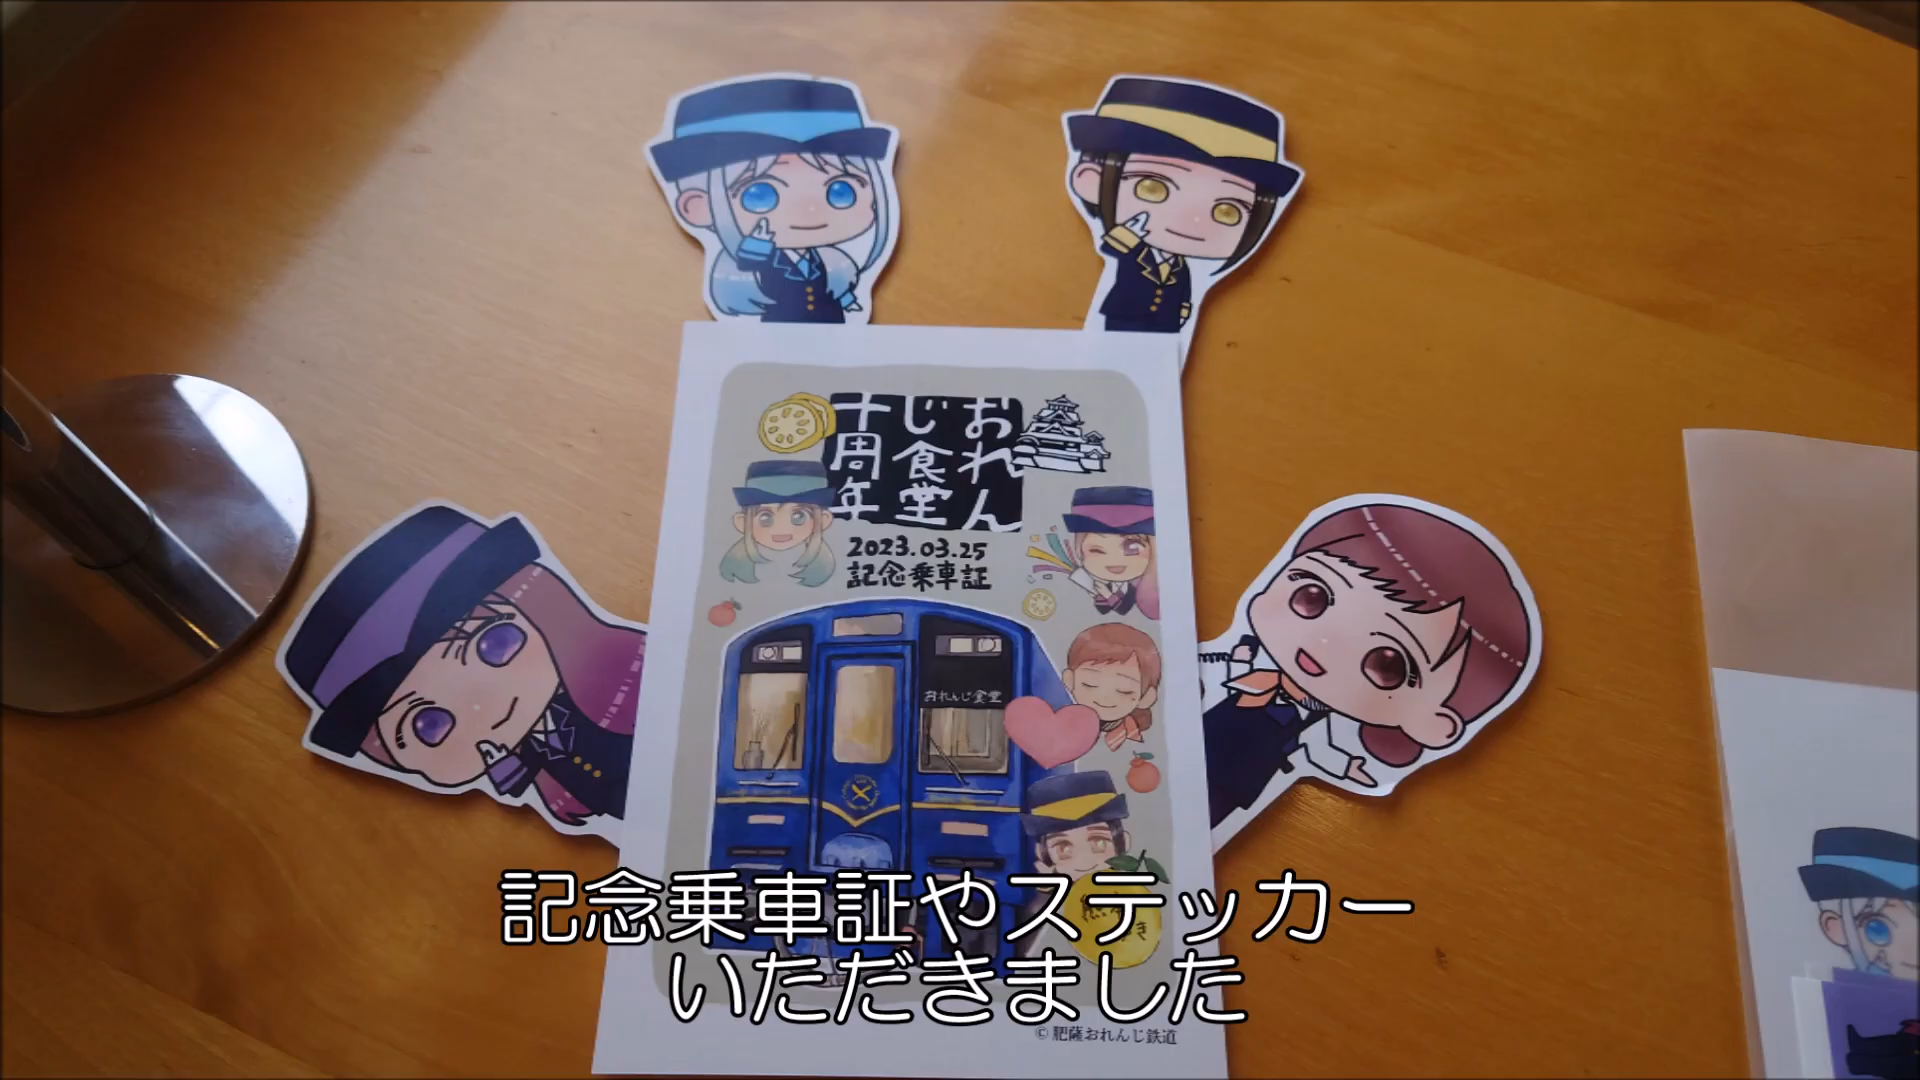 おれん
じ食堂
十周年
2023.03.25
記念乗車証
おれんじ食堂
記念乗車証やステッカー
いただきました
© 肥薩おれんじ鉄道